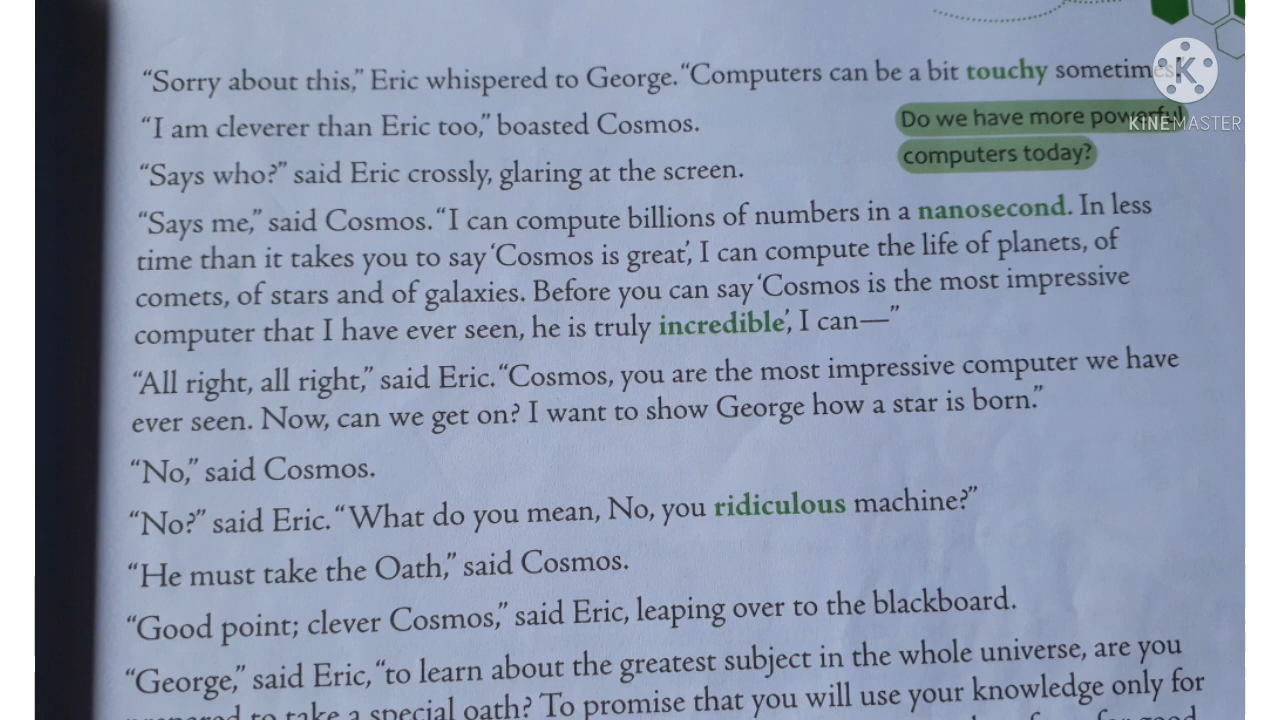 “Sorry about this,” Eric whispered to George. “Computers can be a bit touchy sometimes
“I am cleverer than Eric too,” boasted Cosmos.
Do we have more powerful
KINEMASTER
computers today?
“Says who?” said Eric crossly, glaring at the screen.
“Says me,” said Cosmos. “I can compute billions of numbers in a nanosecond. In less
time than it takes you to say ‘Cosmos is great’, I can compute the life of planets, of
comets, of stars and of galaxies. Before you can say ‘Cosmos is the most impressive
computer that I have ever seen, he is truly incredible’, I can—”
“All right, all right,” said Eric. “Cosmos, you are the most impressive computer we have
ever seen. Now, can we get on? I want to show George how a star is born.”
“No,” said Cosmos.
“No?” said Eric. “What do you mean, No, you ridiculous machine?”
“He must take the Oath,” said Cosmos.
“Good point; clever Cosmos,” said Eric, leaping over to the blackboard.
“George,” said Eric, “to learn about the greatest subject in the whole universe, are you
to take a special oath? To promise that you will use your knowledge only for